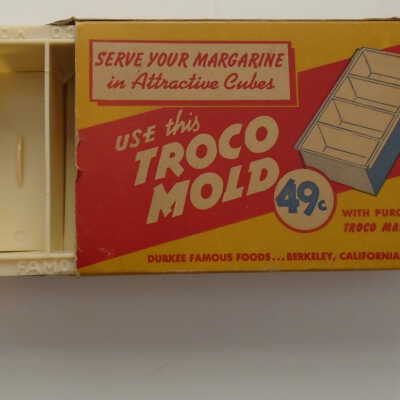 SERVE YOUR MARGARINE
in Attractive Cubes
USE this
TROCO
MOLD
49c
WITH PURC
TROCO MA
DURKEE FAMOUS FOODS...BERKELEY, CALIFORNIA